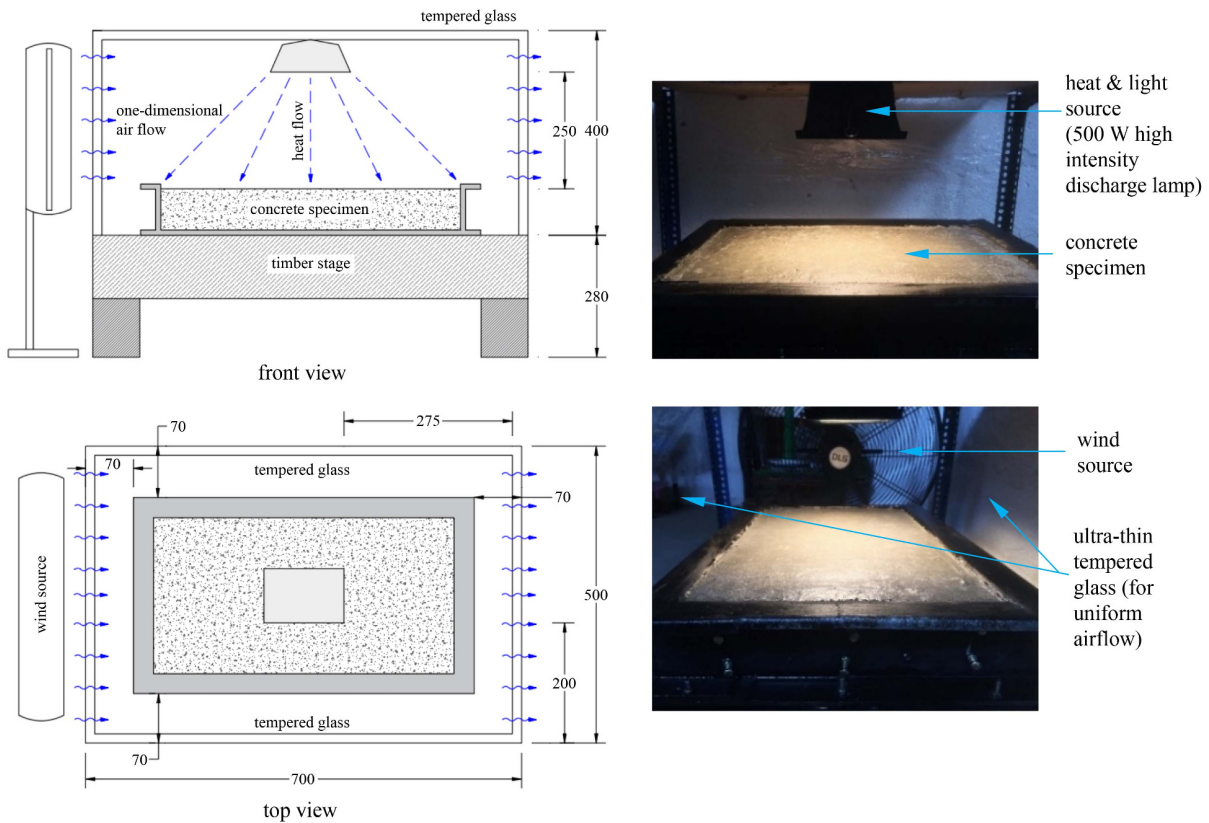 tempered glass
one-dimensional
air flow
heat flow
250
400
concrete specimen
timber stage
280
front view
heat & light
source
(500 W high
intensity
discharge lamp)
concrete
specimen
70
275
70
tempered glass
70
wind source
500
200
tempered glass
70
700
top view
DLG
wind
source
ultra-thin
tempered
glass (for
uniform
airflow)